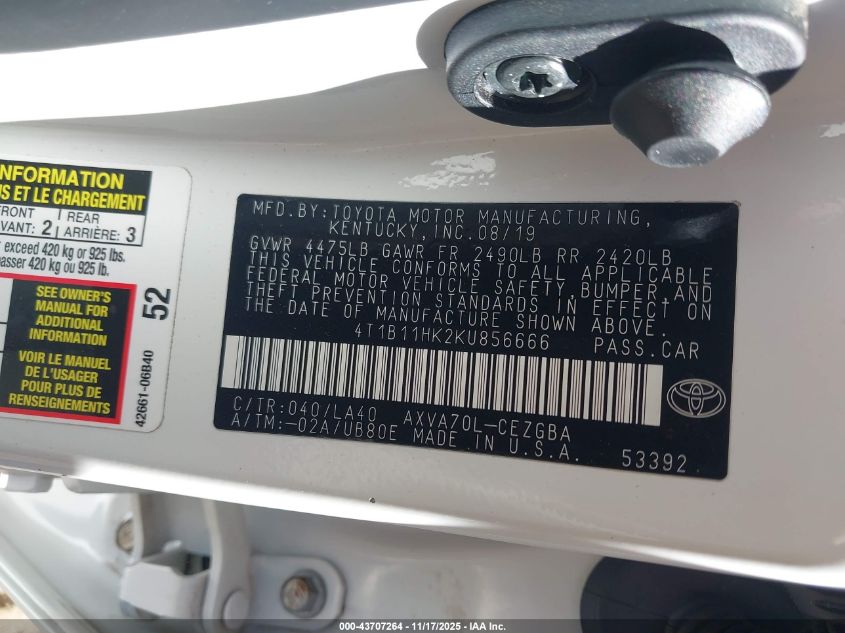 INFORMATION
S ET LE CHARGEMENT
FRONT 1 REAR
VANT: 2 ARRIÈRE: 3
exceed 420 kg or 925 lbs.
passer 420 kg ou 925 lb.
SEE OWNER'S
MANUAL FOR
ADDITIONAL
INFORMATION
VOIR LE MANUEL
DE L'USAGER
POUR PLUS DE
RENSEIGNEMENTS
52
42661-06B40
MFD.BY:TOYOTA MOTOR MANUFACTURING,
KENTUCKY, INC.08/19
GVWR 4475LB GAWR FR 2490LB RR 2420LB
THIS VEHICLE CONFORMS TO ALL APPLICABLE
FEDERAL MOTOR VEHICLE SAFETY,BUMPER,AND
THEFT PREVENTION STANDARDS IN EFFECT ON
THE DATE OF MANUFACTURE SHOWN ABOVE.
4T1B11HK2KU856666 PASS.CAR
C/TR:040/LA40 AXVA70L-CEZGBA
A/TM:-02A/UB80E MADE IN U.S.A.
53392
000-43707264 - 11/17/2025 - IAA Inc.